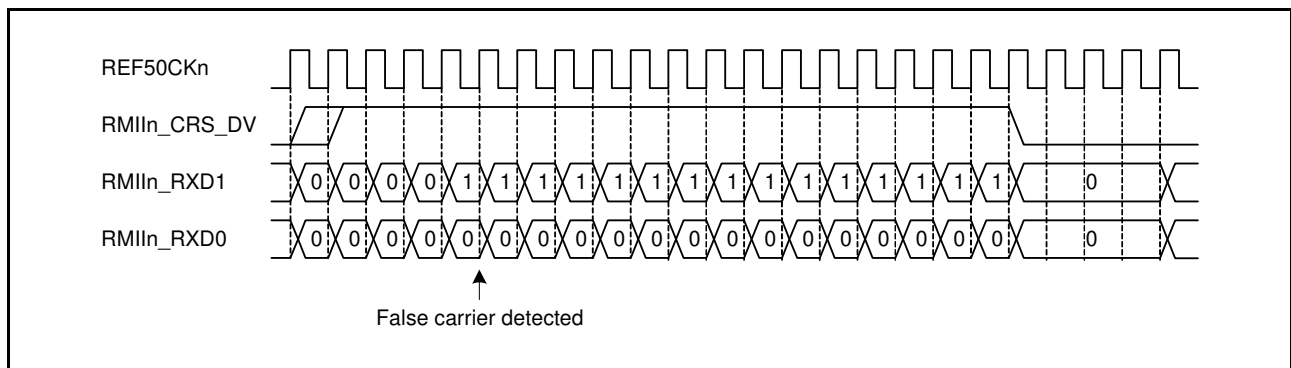 REF50CKn
RMIIn_CRS_DV
RMIIn_RXD1 0 0 0 0 1 1 1 1 1 1 1 1 1 1 1 1 1 1 1 0
RMIIn_RXD0 0 0 0 0 0 0 0 0 0 0 0 0 0 0 0 0 0 0 0 0
False carrier detected